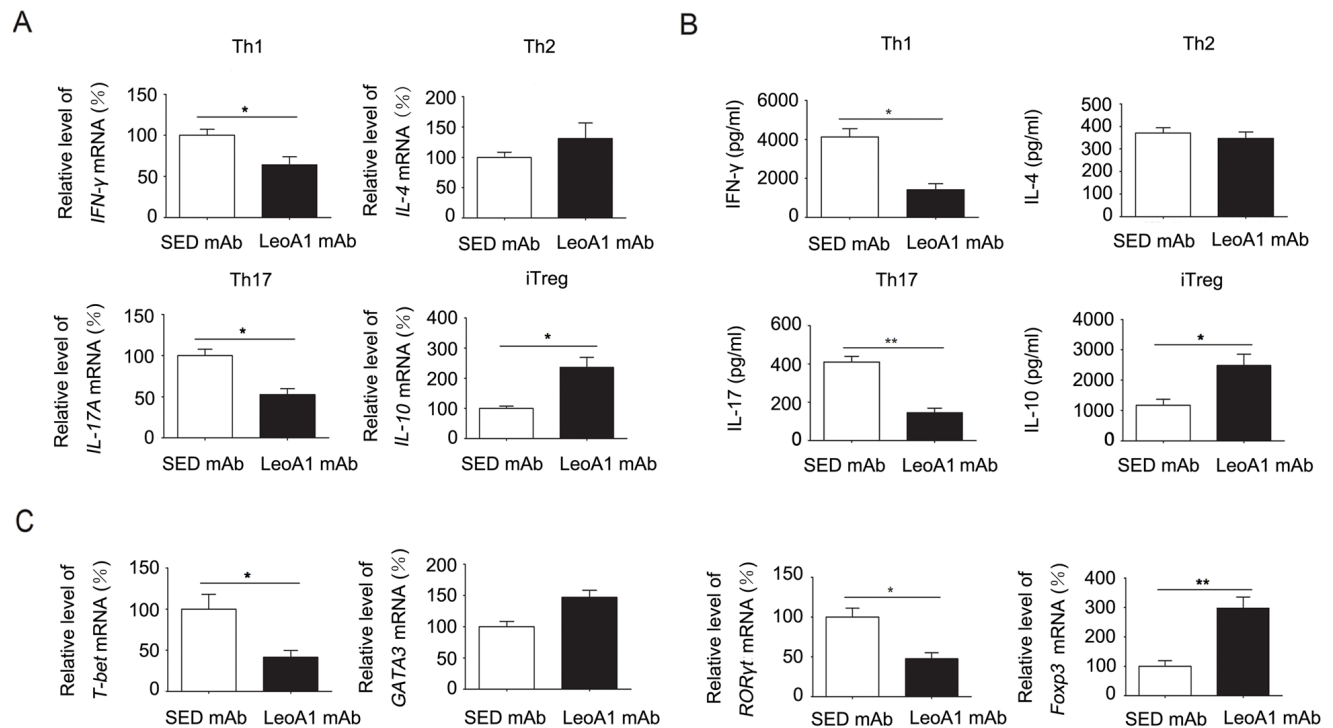 A
Th1
Relative level of
IFN-γ mRNA (%)
150
100
50
0
*
SED mAb LeoA1 mAb
Th2
Relative level of
IL-4 mRNA (%)
200
150
100
50
0
SED mAb LeoA1 mAb
Th17
Relative level of
IL-17A mRNA (%)
150
100
50
0
*
SED mAb LeoA1 mAb
iTreg
Relative level of
IL-10 mRNA (%)
400
300
200
100
0
*
SED mAb LeoA1 mAb
B
Th1
IFN-γ (pg/ml)
6000
4000
2000
0
*
SED mAb LeoA1 mAb
Th2
IL-4 (pg/ml)
500
400
300
200
100
0
SED mAb LeoA1 mAb
Th17
IL-17 (pg/ml)
600
400
200
0
**
SED mAb LeoA1 mAb
iTreg
IL-10 (pg/ml)
4000
3000
2000
1000
0
*
SED mAb LeoA1 mAb
C
Relative level of
T-bet mRNA (%)
150
100
50
0
*
SED mAb LeoA1 mAb
Relative level of
GATA3 mRNA (%)
200
150
100
50
0
SED mAb LeoA1 mAb
Relative level of
RORγt mRNA (%)
150
100
50
0
*
SED mAb LeoA1 mAb
Relative level of
Foxp3 mRNA (%)
400
300
200
100
0
**
SED mAb LeoA1 mAb